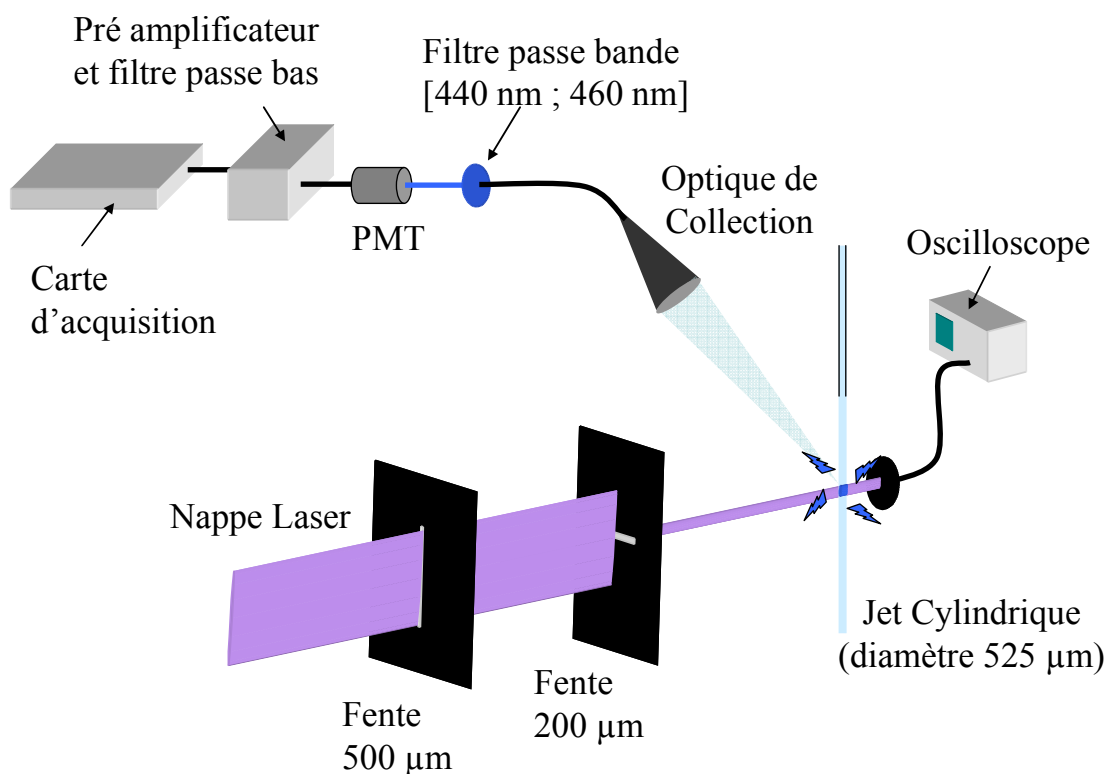 Pré amplificateur
et filtre passe bas
Filtre passe bande
[440 nm ; 460 nm]
Optique de
Collection
Oscilloscope
PMT
Carte
d’acquisition
Nappe Laser
Jet Cylindrique
(diamètre 525 µm)
Fente
200 µm
Fente
500 µm